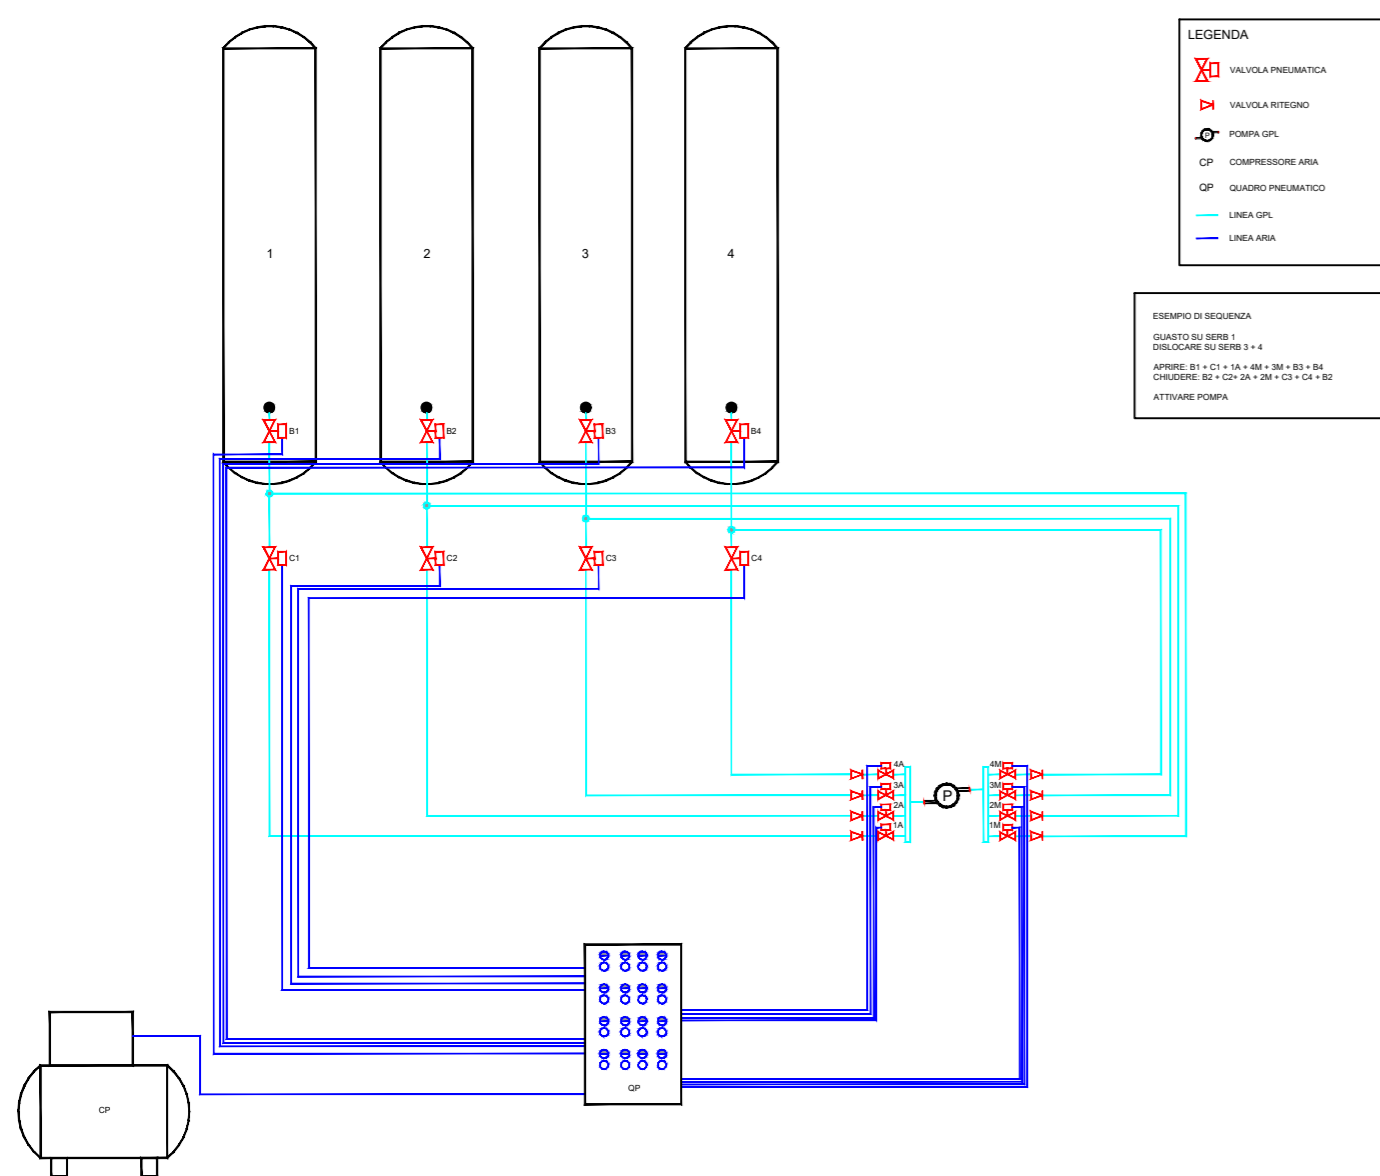 LEGENDA
VALVOLA PNEUMATICA
VALVOLA RITEGNO
P POMPA GPL
CP COMPRESSORE ARIA
QP QUADRO PNEUMATICO
LINEA GPL
LINEA ARIA
1 2 3 4
ESEMPIO DI SEQUENZA
GUASTO SU SERB 1
DISLOCARE SU SERB 3 + 4
APRIRE: B1 + C1 + 1A + 4M + 3M + B3 + B4
CHIUDERE: B2 + C2+ 2A + 2M + C3 + C4 + B2
ATTIVARE POMPA
B1 B2 B3 B4
C1 C2 C3 C4
4A 4M
3A P 3M
2A 2M
1A 1M
QP
CP